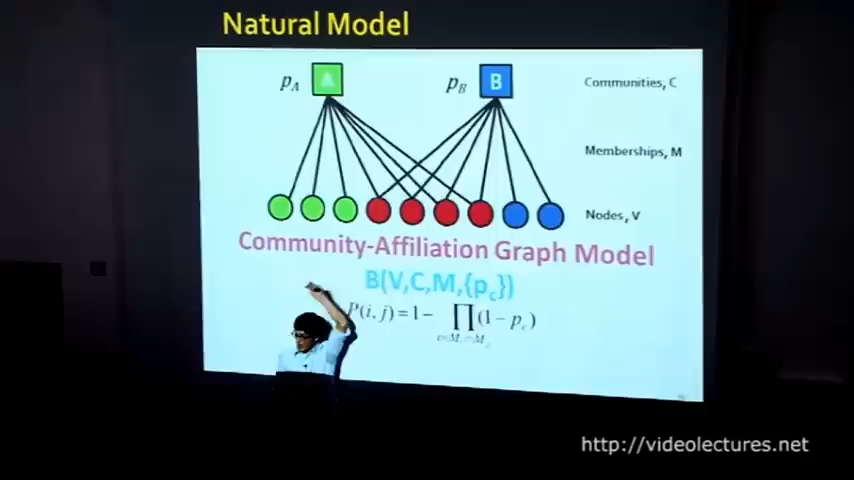 Natural Model
p_A A p_B B Communities, C
Memberships, M
Nodes, V
Community-Affiliation Graph Model
B(V,C,M,{p_c})
P(i, j) = 1 - ∏ (1 - p_c)
http://videolectures.net